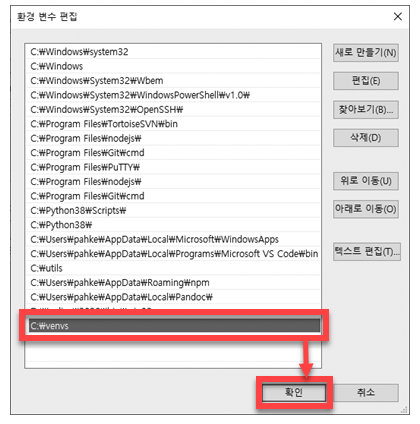 환경 변수 편집
C:₩Windows₩system32
C:₩Windows
C:₩Windows₩System32₩Wbem
C:₩Windows₩System32₩WindowsPowerShell₩v1.0₩
C:₩Windows₩System32₩OpenSSH₩
C:₩Program Files₩TortoiseSVN₩bin
C:₩Program Files₩nodejs₩
C:₩Program Files₩Git₩cmd
C:₩Program Files₩PuTTY₩
C:₩Program Files₩nodejs₩
C:₩Program Files₩Git₩cmd
C:₩Python38₩Scripts₩
C:₩Python38₩
C:₩Users₩pahke₩AppData₩Local₩Microsoft₩WindowsApps
C:₩Users₩pahke₩AppData₩Local₩Programs₩Microsoft VS Code₩bin
C:₩utils
C:₩Users₩pahke₩AppData₩Roaming₩npm
C:₩Users₩pahke₩AppData₩Local₩Pandoc₩
C:₩venvs
새로 만들기(N)
편집(E)
찾아보기(B)...
삭제(D)
위로 이동(U)
아래로 이동(O)
텍스트 편집(T)...
확인
취소